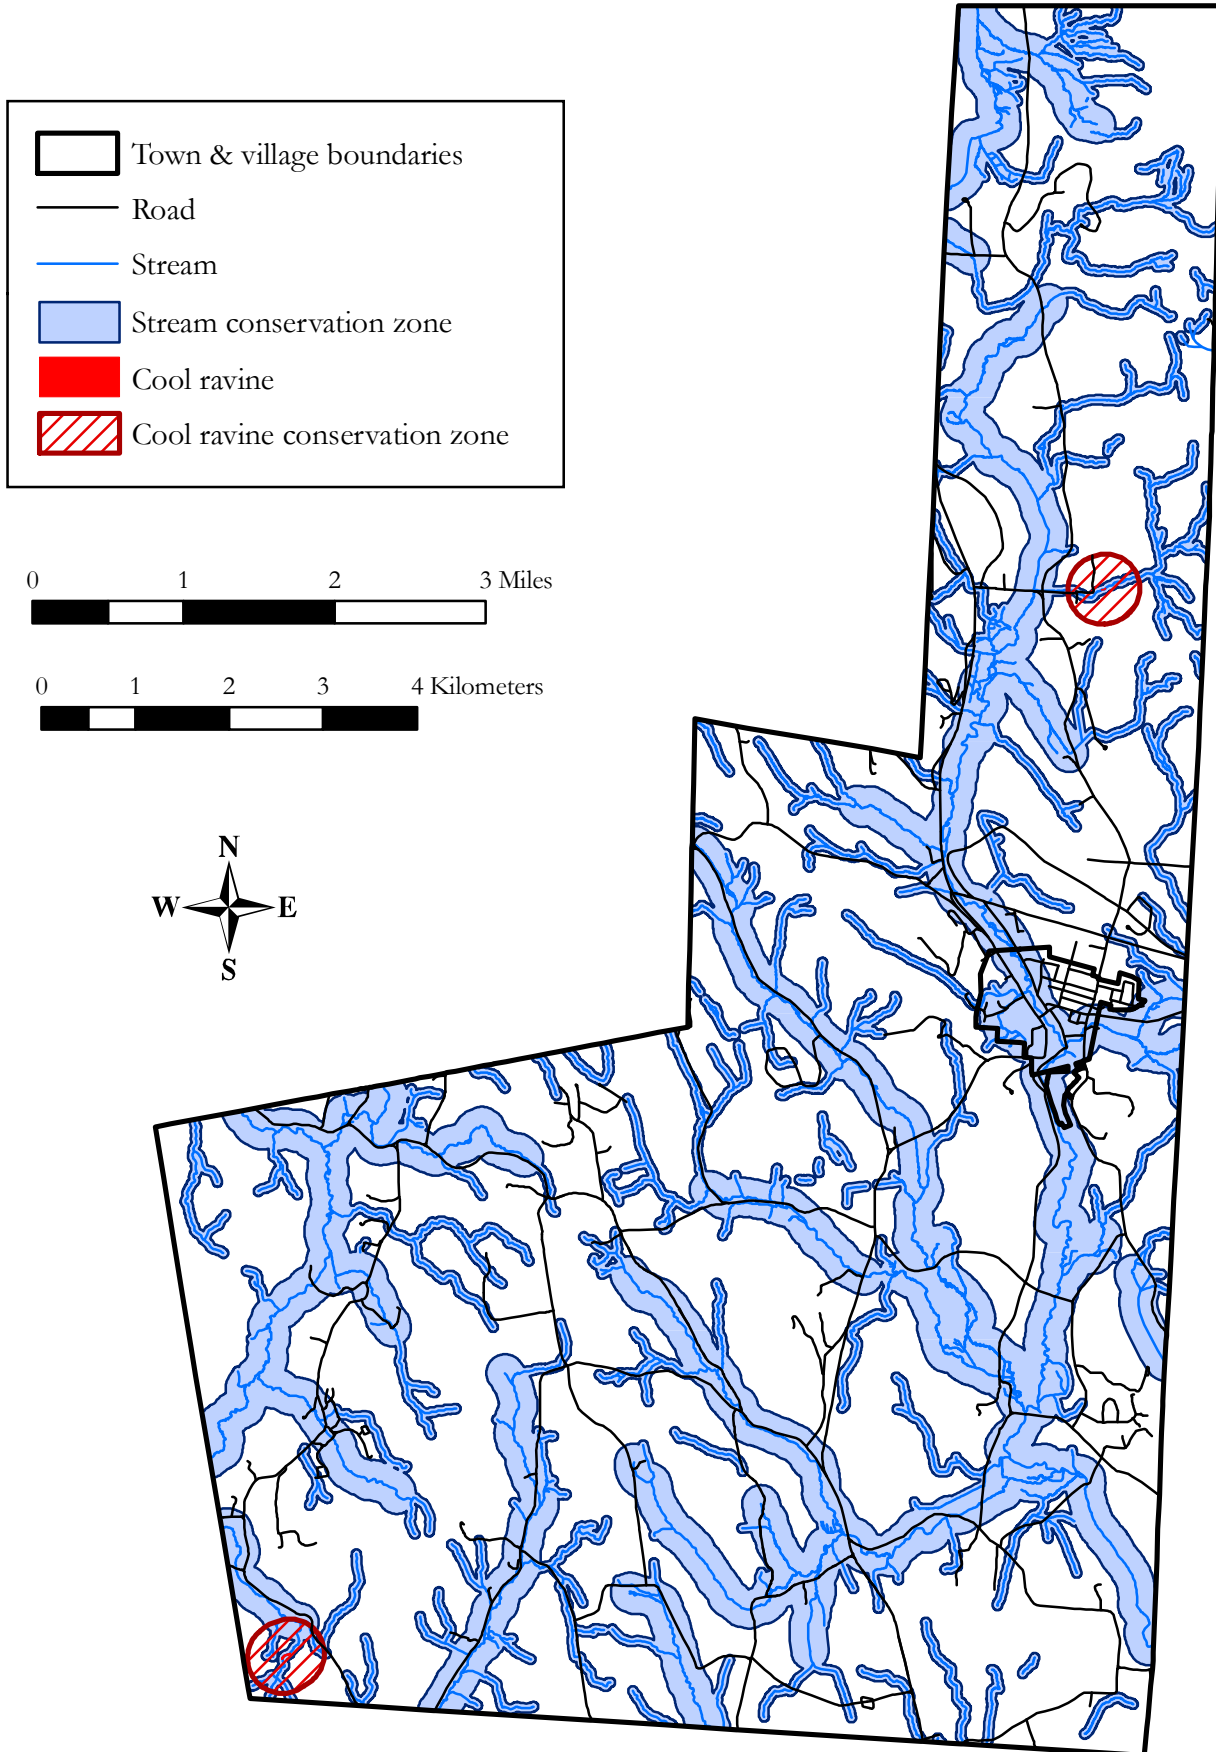 Town & village boundaries
Road
Stream
Stream conservation zone
Cool ravine
Cool ravine conservation zone
0 1 2 3 Miles
0 1 2 3 4 Kilometers
N
W E
S